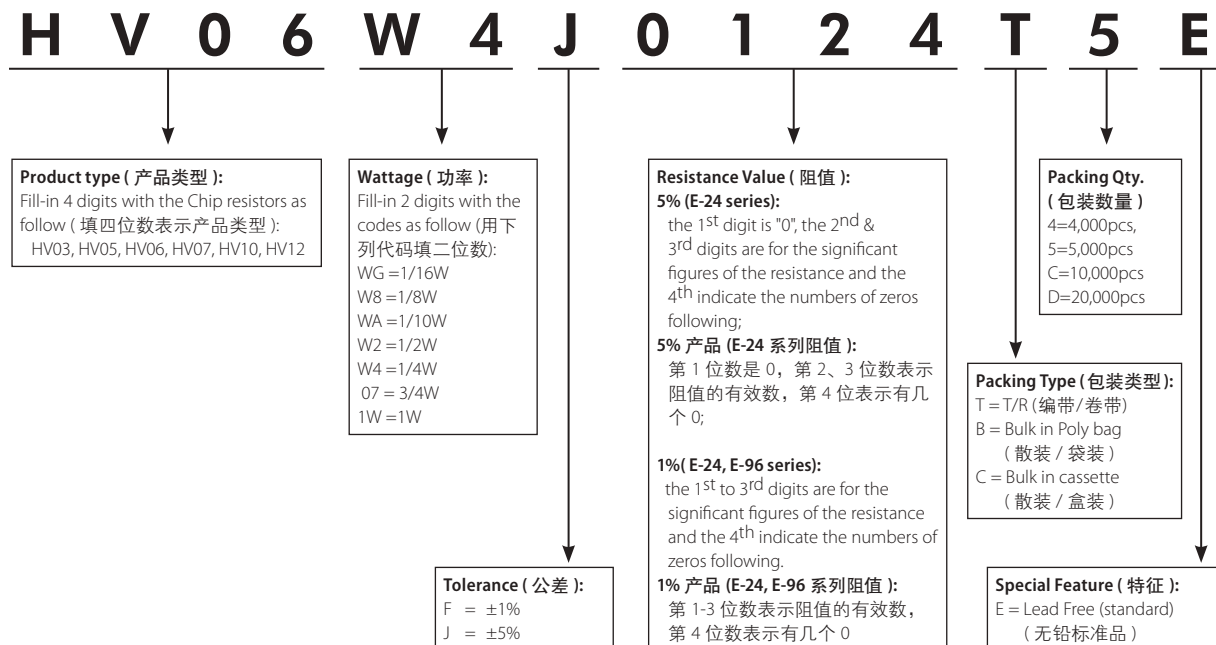 HV06W4J0124T5E
Product type ( 产品类型 ):
Fill-in 4 digits with the Chip resistors as
follow ( 填四位数表示产品类型 ):
HV03, HV05, HV06, HV07, HV10, HV12
Wattage ( 功率 ):
Fill-in 2 digits with the
codes as follow (用下
列代码填二位数):
WG =1/16W
W8 =1/8W
WA =1/10W
W2 =1/2W
W4 =1/4W
07 = 3/4W
1W =1W
Tolerance ( 公差 ):
F = ±1%
J = ±5%
Resistance Value ( 阻值 ):
5% (E-24 series):
the 1st digit is "0", the 2nd &
3rd digits are for the significant
figures of the resistance and the
4th indicate the numbers of zeros
following;
5% 产品 (E-24 系列阻值 ):
第 1 位数是 0，第 2、3 位数表示
阻值的有效数，第 4 位表示有几
个 0;
1%( E-24, E-96 series):
the 1st to 3rd digits are for the
significant figures of the resistance
and the 4th indicate the numbers of
zeros following.
1% 产品 (E-24, E-96 系列阻值 ):
第 1-3 位数表示阻值的有效数，
第 4 位数表示有几个 0
Packing Type (包装类型):
T = T/R (编带/卷带)
B = Bulk in Poly bag
( 散装 / 袋装 )
C = Bulk in cassette
( 散装 / 盒装 )
Packing Qty.
( 包装数量 )
4=4,000pcs,
5=5,000pcs
C=10,000pcs
D=20,000pcs
Special Feature ( 特征 ):
E = Lead Free (standard)
( 无铅标准品 )